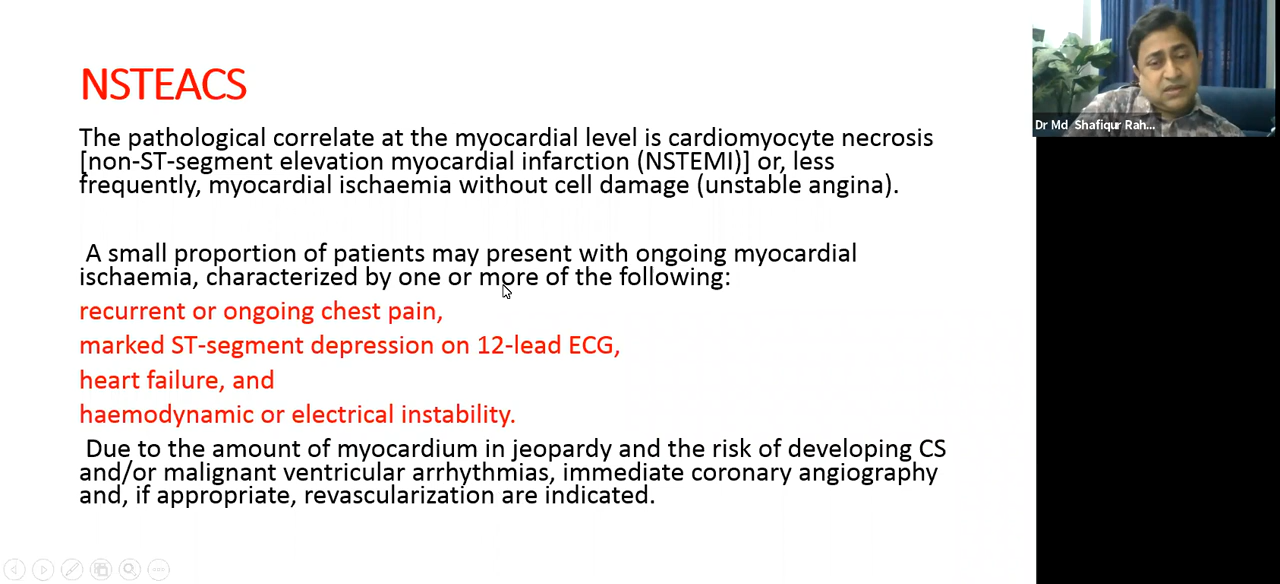 NSTEACS
The pathological correlate at the myocardial level is cardiomyocyte necrosis
[non-ST-segment elevation myocardial infarction (NSTEMI)] or, less
frequently, myocardial ischaemia without cell damage (unstable angina).
A small proportion of patients may present with ongoing myocardial
ischaemia, characterized by one or more of the following:
recurrent or ongoing chest pain,
marked ST-segment depression on 12-lead ECG,
heart failure, and
haemodynamic or electrical instability.
Due to the amount of myocardium in jeopardy and the risk of developing CS
and/or malignant ventricular arrhythmias, immediate coronary angiography
and, if appropriate, revascularization are indicated.
Dr Md Shafiqur Rah...